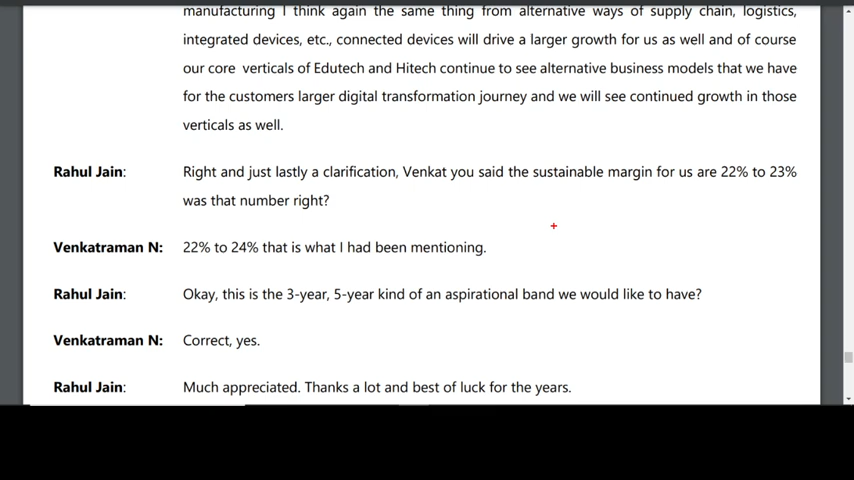 manufacturing I think again the same thing from alternative ways of supply chain, logistics,
integrated devices, etc., connected devices will drive a larger growth for us as well and of course
our core verticals of Edutech and Hitech continue to see alternative business models that we have
for the customers larger digital transformation journey and we will see continued growth in those
verticals as well.
Rahul Jain: Right and just lastly a clarification, Venkat you said the sustainable margin for us are 22% to 23%
was that number right?
Venkatraman N: 22% to 24% that is what I had been mentioning.
Rahul Jain: Okay, this is the 3-year, 5-year kind of an aspirational band we would like to have?
Venkatraman N: Correct, yes.
Rahul Jain: Much appreciated. Thanks a lot and best of luck for the years.